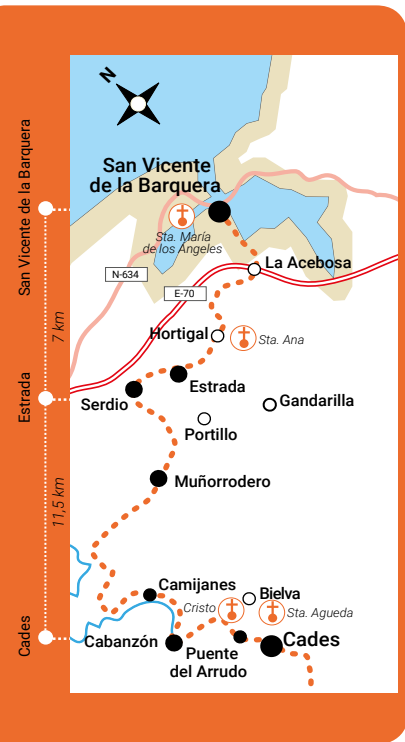 N
San Vicente
de la Barquera
Sta. María
de los Ángeles
La Acebosa
N-634
E-70
Hortigal
Sta. Ana
Estrada
Serdio
Gandarilla
Portillo
Muñorrodero
Camijanes
Bielva
Cristo
Sta. Agueda
Cabanzón
Puente
del Arrudo
Cades
San Vicente de la Barquera
7 km
Estrada
11,5 km
Cades